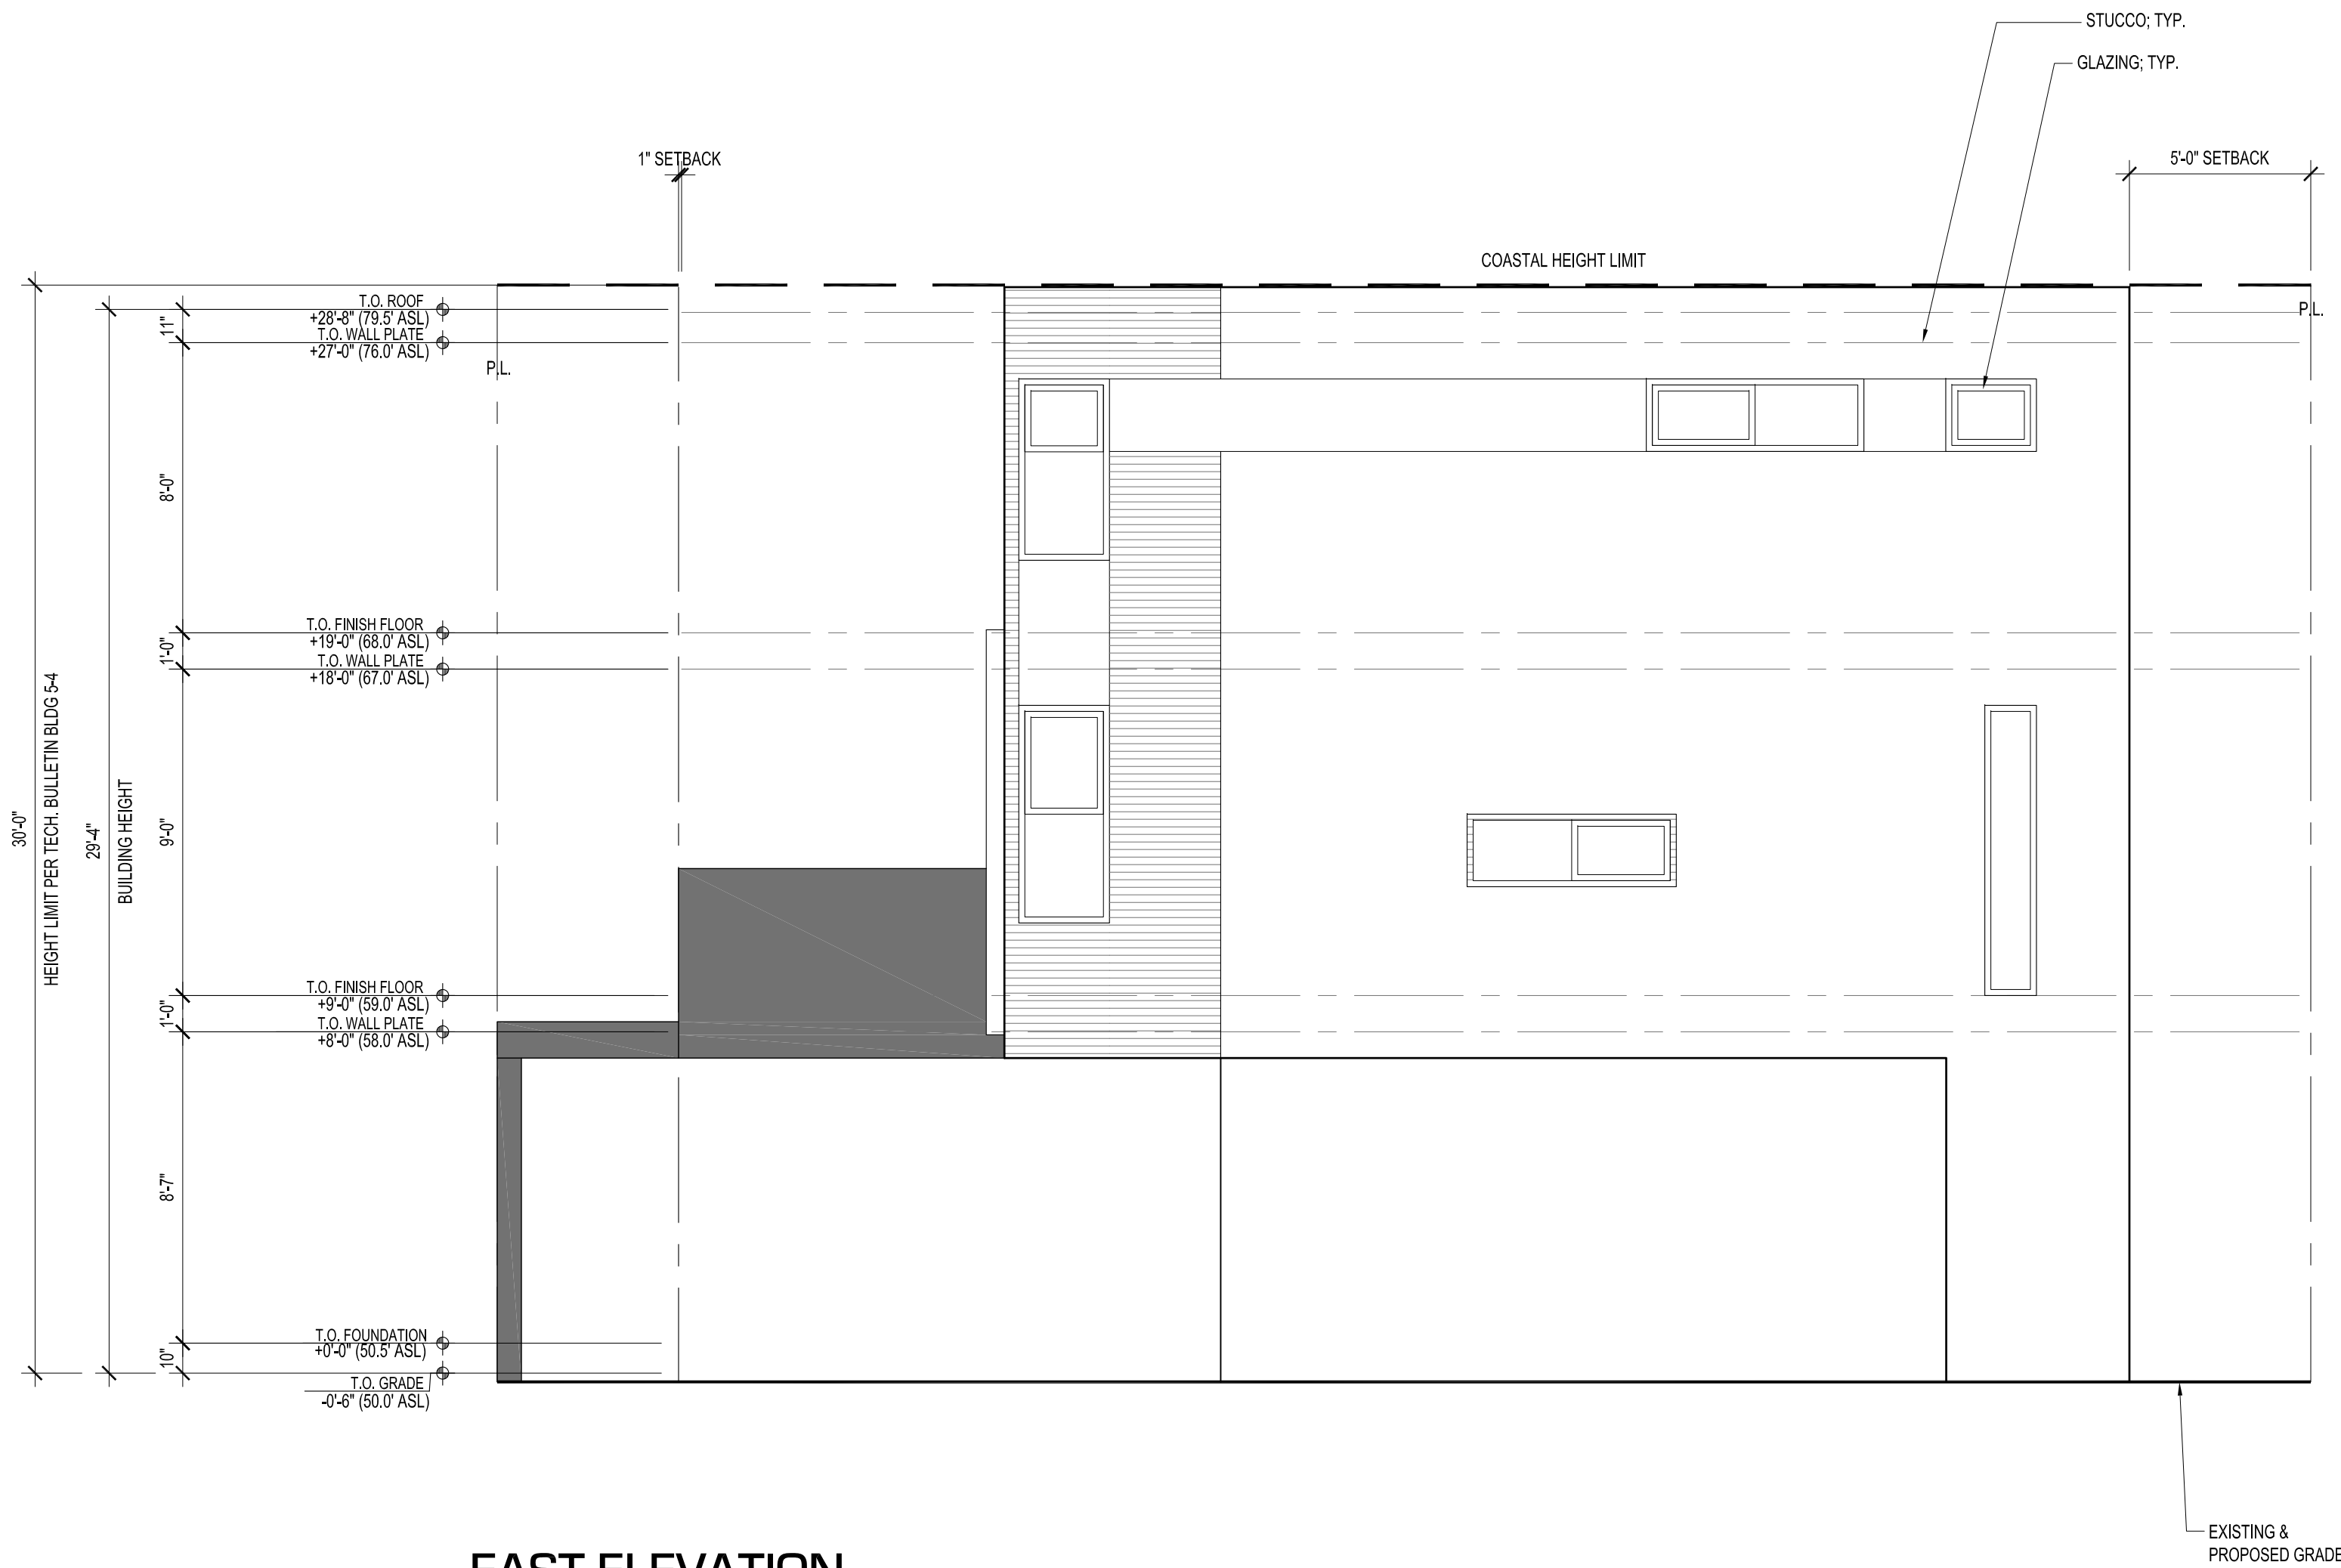 STUCCO; TYP.
GLAZING; TYP.
1" SETBACK
5'-0" SETBACK
COASTAL HEIGHT LIMIT
T.O. ROOF
+28'-8" (79.5' ASL)
T.O. WALL PLATE
+27'-0" (76.0' ASL)
11"
P.L.
P.L.
8'-0"
T.O. FINISH FLOOR
+19'-0" (68.0' ASL)
T.O. WALL PLATE
+18'-0" (67.0' ASL)
1'-0"
30'-0"
HEIGHT LIMIT PER TECH. BULLETIN BLDG 5-4
29'-4"
BUILDING HEIGHT
9'-0"
T.O. FINISH FLOOR
+9'-0" (59.0' ASL)
T.O. WALL PLATE
+8'-0" (58.0' ASL)
1'-0"
8'-7"
T.O. FOUNDATION
+0'-0" (50.5' ASL)
10"
T.O. GRADE
-0'-6" (50.0' ASL)
EXISTING &
PROPOSED GRADE
EAST ELEVATION